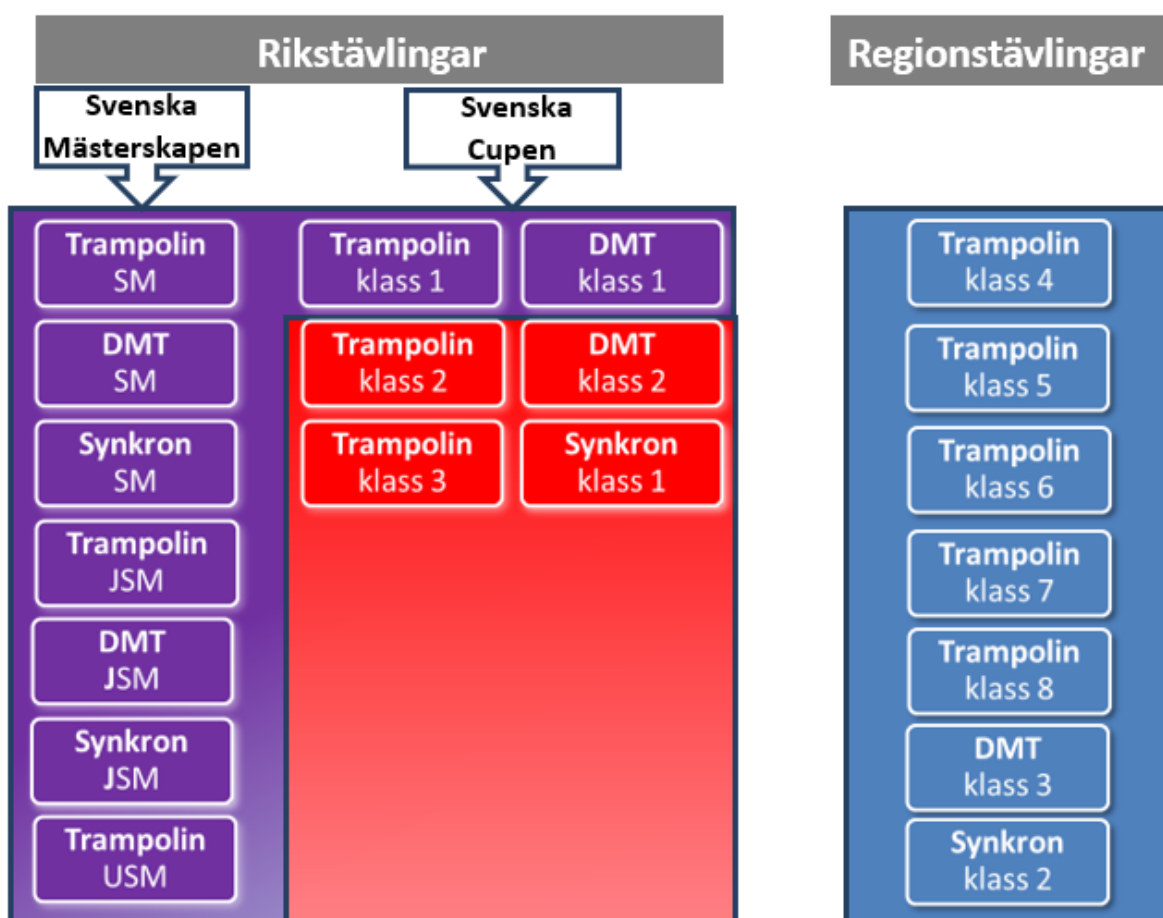 Rikstävlingar
Regionstävlingar
Svenska
Mästerskapen
Svenska
Cupen
Trampolin
SM
DMT
SM
Synkron
SM
Trampolin
JSM
DMT
JSM
Synkron
JSM
Trampolin
USM
Trampolin
klass 1
DMT
klass 1
Trampolin
klass 2
DMT
klass 2
Trampolin
klass 3
Synkron
klass 1
Trampolin
klass 4
Trampolin
klass 5
Trampolin
klass 6
Trampolin
klass 7
Trampolin
klass 8
DMT
klass 3
Synkron
klass 2